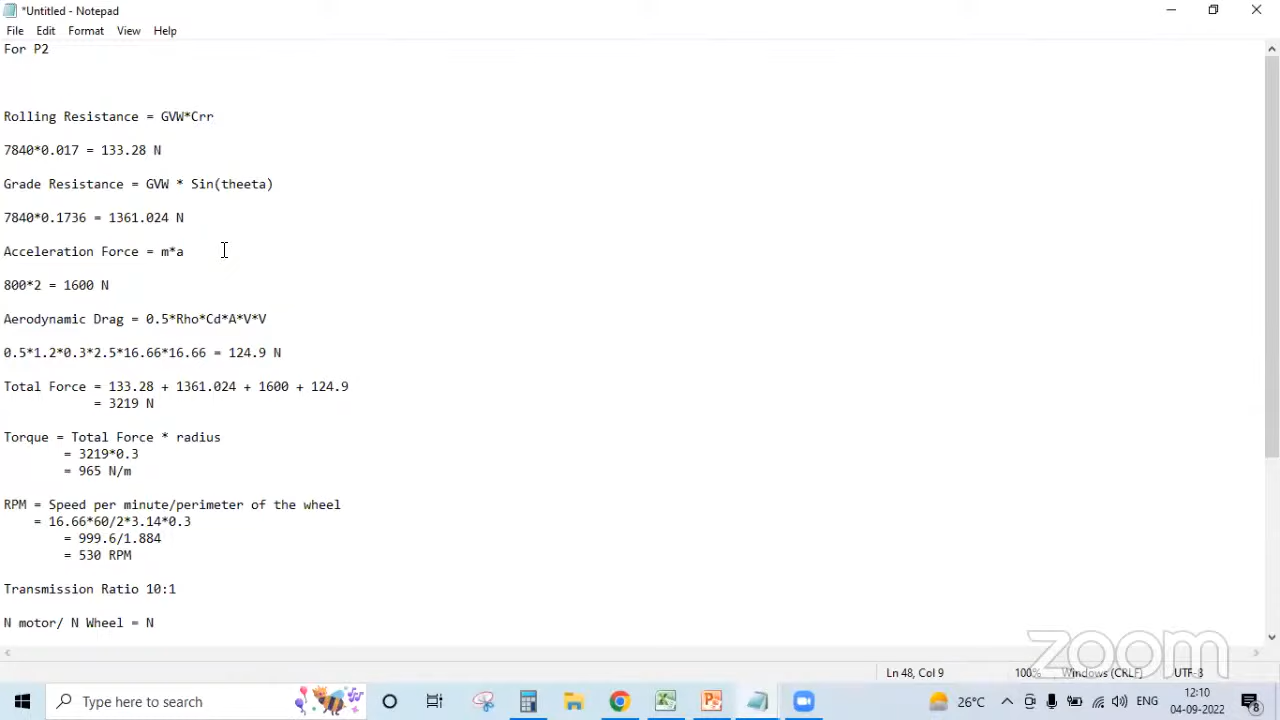 *Untitled - Notepad
File Edit Format View Help
For P2
Rolling Resistance = GVW*Crr
7840*0.017 = 133.28 N
Grade Resistance = GVW * Sin(theeta)
7840*0.1736 = 1361.024 N
Acceleration Force = m*a
800*2 = 1600 N
Aerodynamic Drag = 0.5*Rho*Cd*A*V*V
0.5*1.2*0.3*2.5*16.66*16.66 = 124.9 N
Total Force = 133.28 + 1361.024 + 1600 + 124.9
= 3219 N
Torque = Total Force * radius
= 3219*0.3
= 965 N/m
RPM = Speed per minute/perimeter of the wheel
= 16.66*60/2*3.14*0.3
= 999.6/1.884
= 530 RPM
Transmission Ratio 10:1
N motor/ N Wheel = N
zoom
Ln 48, Col 9 100% Windows (CRLF) UTF-8
Type here to search 26°C ENG 12:10
04-09-2022 8